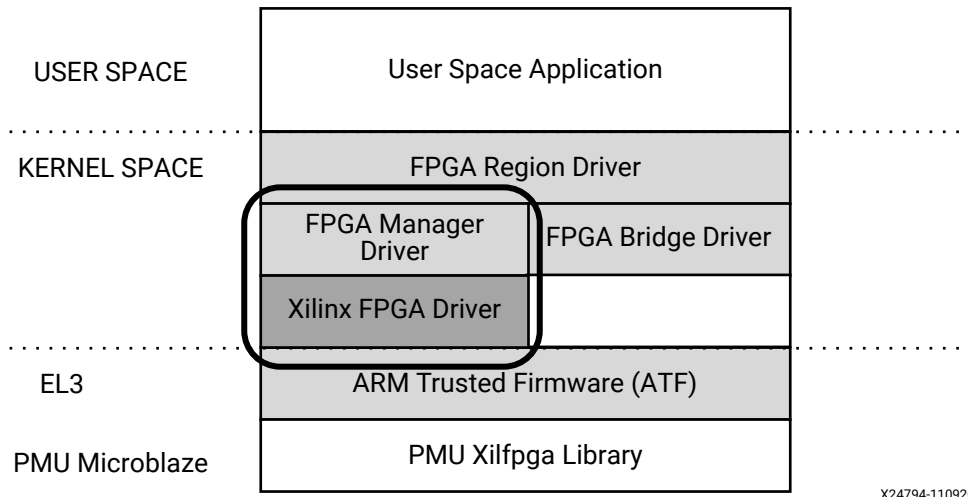 USER SPACE
User Space Application
KERNEL SPACE
FPGA Region Driver
FPGA Manager
Driver
FPGA Bridge Driver
Xilinx FPGA Driver
EL3
ARM Trusted Firmware (ATF)
PMU Microblaze
PMU Xilfpga Library
X24794-11092